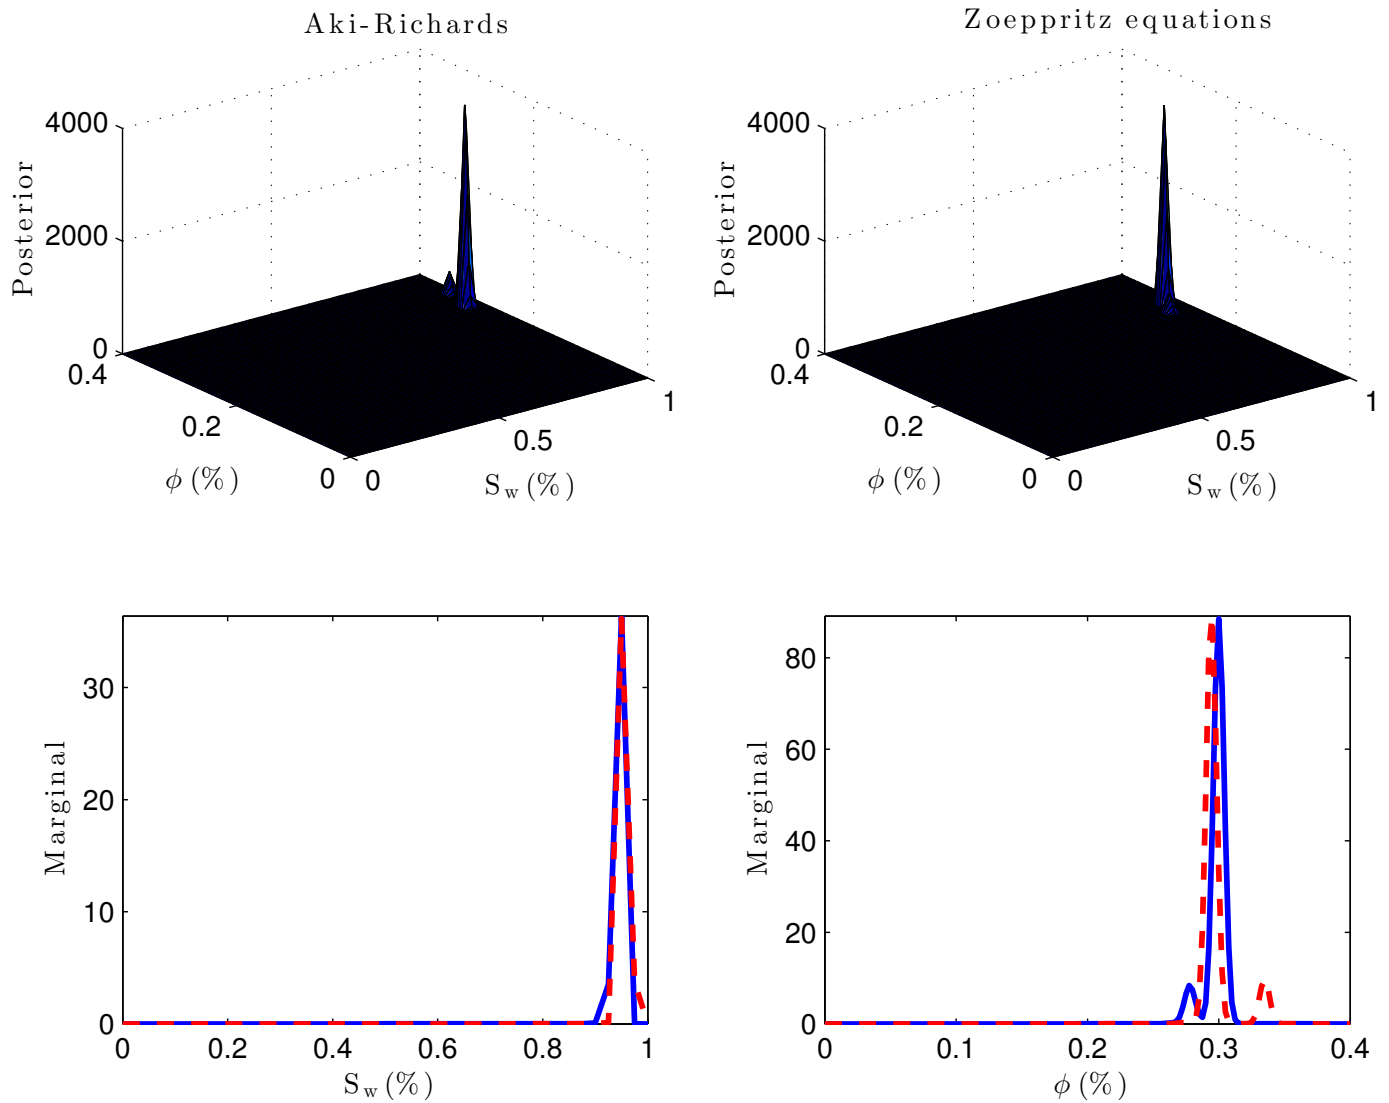 Aki-Richards
Zoeppritz equations
4000
2000
0
Posterior
0.4
0.2
0
ϕ (%)
0
0.5
1
S_w (%)
4000
2000
0
Posterior
0.4
0.2
0
ϕ (%)
0
0.5
1
S_w (%)
30
20
10
0
Marginal
0 0.2 0.4 0.6 0.8 1
S_w (%)
80
60
40
20
0
Marginal
0 0.1 0.2 0.3 0.4
ϕ (%)